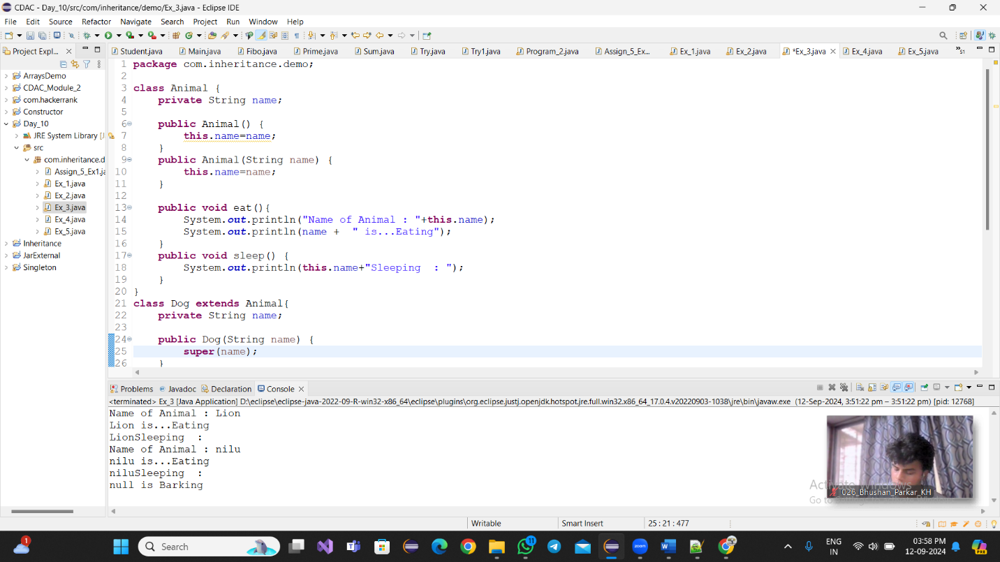 CDAC - Day_10/src/com/inheritance/demo/Ex_3.java - Eclipse IDE
File Edit Source Refactor Navigate Search Project Run Window Help
Project Expl...
Student.java Main.java Fibo.java Prime.java Sum.java Try.java Try1.java Program_2.java Assign_5_Ex... Ex_1.java Ex_2.java *Ex_3.java Ex_4.java Ex_5.java »51
ArraysDemo
CDAC_Module_2
com.hackerrank
Constructor
Day_10
JRE System Library [J
src
com.inheritance.d
Assign_5_Ex1.ja
Ex_1.java
Ex_2.java
Ex_3.java
Ex_4.java
Ex_5.java
Inheritance
JarExternal
Singleton
1 package com.inheritance.demo;
2
3 class Animal {
4 private String name;
5
6 public Animal() {
7 this.name=name;
8 }
9 public Animal(String name) {
10 this.name=name;
11 }
12
13 public void eat(){
14 System.out.println("Name of Animal : "+this.name);
15 System.out.println(name + " is...Eating");
16 }
17 public void sleep() {
18 System.out.println(this.name+"Sleeping  : ");
19 }
20 }
21 class Dog extends Animal{
22 private String name;
23
24 public Dog(String name) {
25 super(name);
26 }
Problems Javadoc Declaration Console
<terminated> Ex_3 [Java Application] D:\eclipse\eclipse-java-2022-09-R-win32-x86_64\eclipse\plugins\org.eclipse.justj.openjdk.hotspot.jre.full.win32.x86_64_17.0.4.v20220903-1038\jre\bin\javaw.exe (12-Sep-2024, 3:51:22 pm – 3:51:22 pm) [pid: 12768]
Name of Animal : Lion
Lion is...Eating
LionSleeping  :
Name of Animal : nilu
nilu is...Eating
niluSleeping  :
null is Barking
Activate Windows
Go to
026_Bhushan_Parkar_KH
Writable Smart Insert 25 : 21 : 477
1 Search 11 zoom PRE
ENG
IN
03:58 PM
12-09-2024